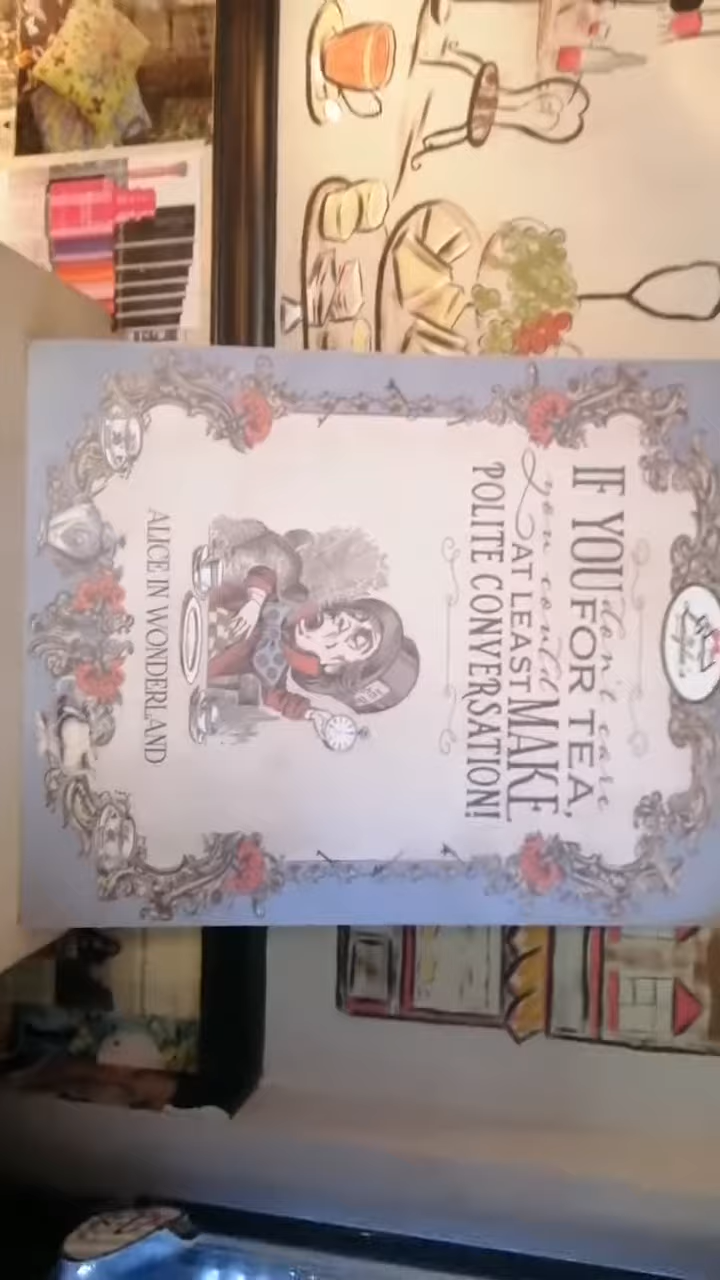 IF YOU don't care
FOR TEA,
you could MAKE
AT LEAST
POLITE CONVERSATION!
ALICE IN WONDERLAND